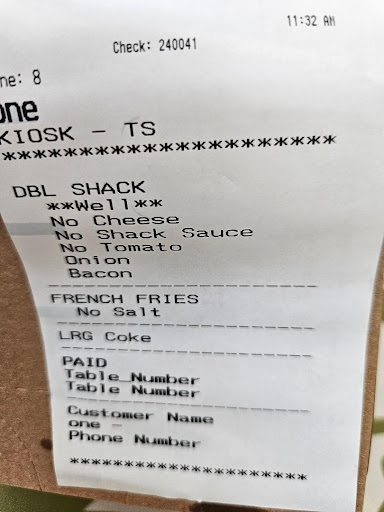 11:32 AM
Check: 240041
ne: 8
one
KIOSK - TS
**********************
DBL SHACK
**Well**
No Cheese
No Shack Sauce
No Tomato
Onion
Bacon
--------------------------------
FRENCH FRIES
No Salt
--------------------------------
LRG Coke
--------------------------------
PAID
Table Number
Table Number
--------------------------------
Customer Name
one -
Phone Number
********************